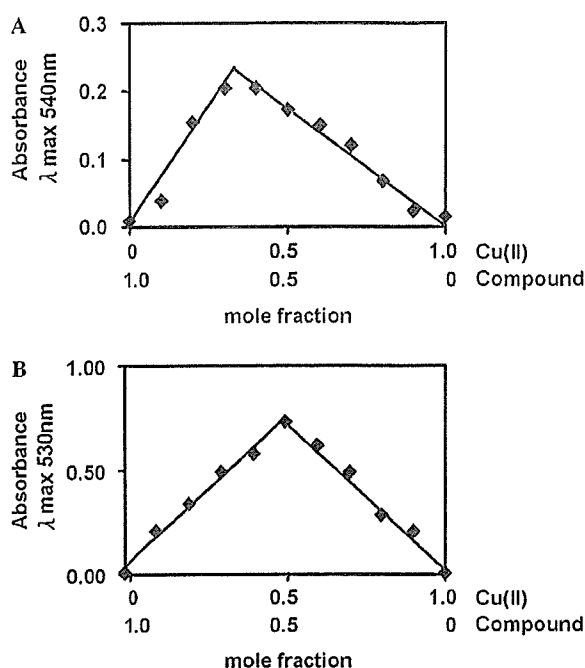 A
0.3
0.2
0.1
0.0
Absorbance
λ max 540nm
0 0.5 1.0 Cu(II)
1.0 0.5 0 Compound
mole fraction
B
1.00
0.50
0.00
Absorbance
λ max 530nm
0 0.5 1.0 Cu(II)
1.0 0.5 0 Compound
mole fraction